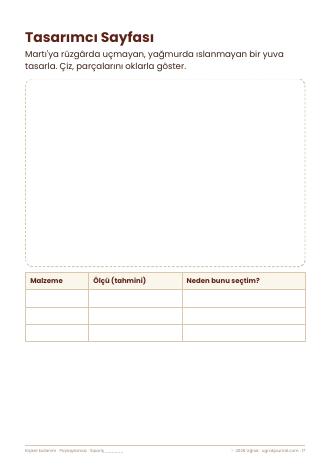 Tasarımcı Sayfası
Martı'ya rüzgârda uçmayan, yağmurda ıslanmayan bir yuva
tasarla. Çiz, parçalarını oklarla göster.
Malzeme Ölçü (tahmini) Neden bunu seçtim?